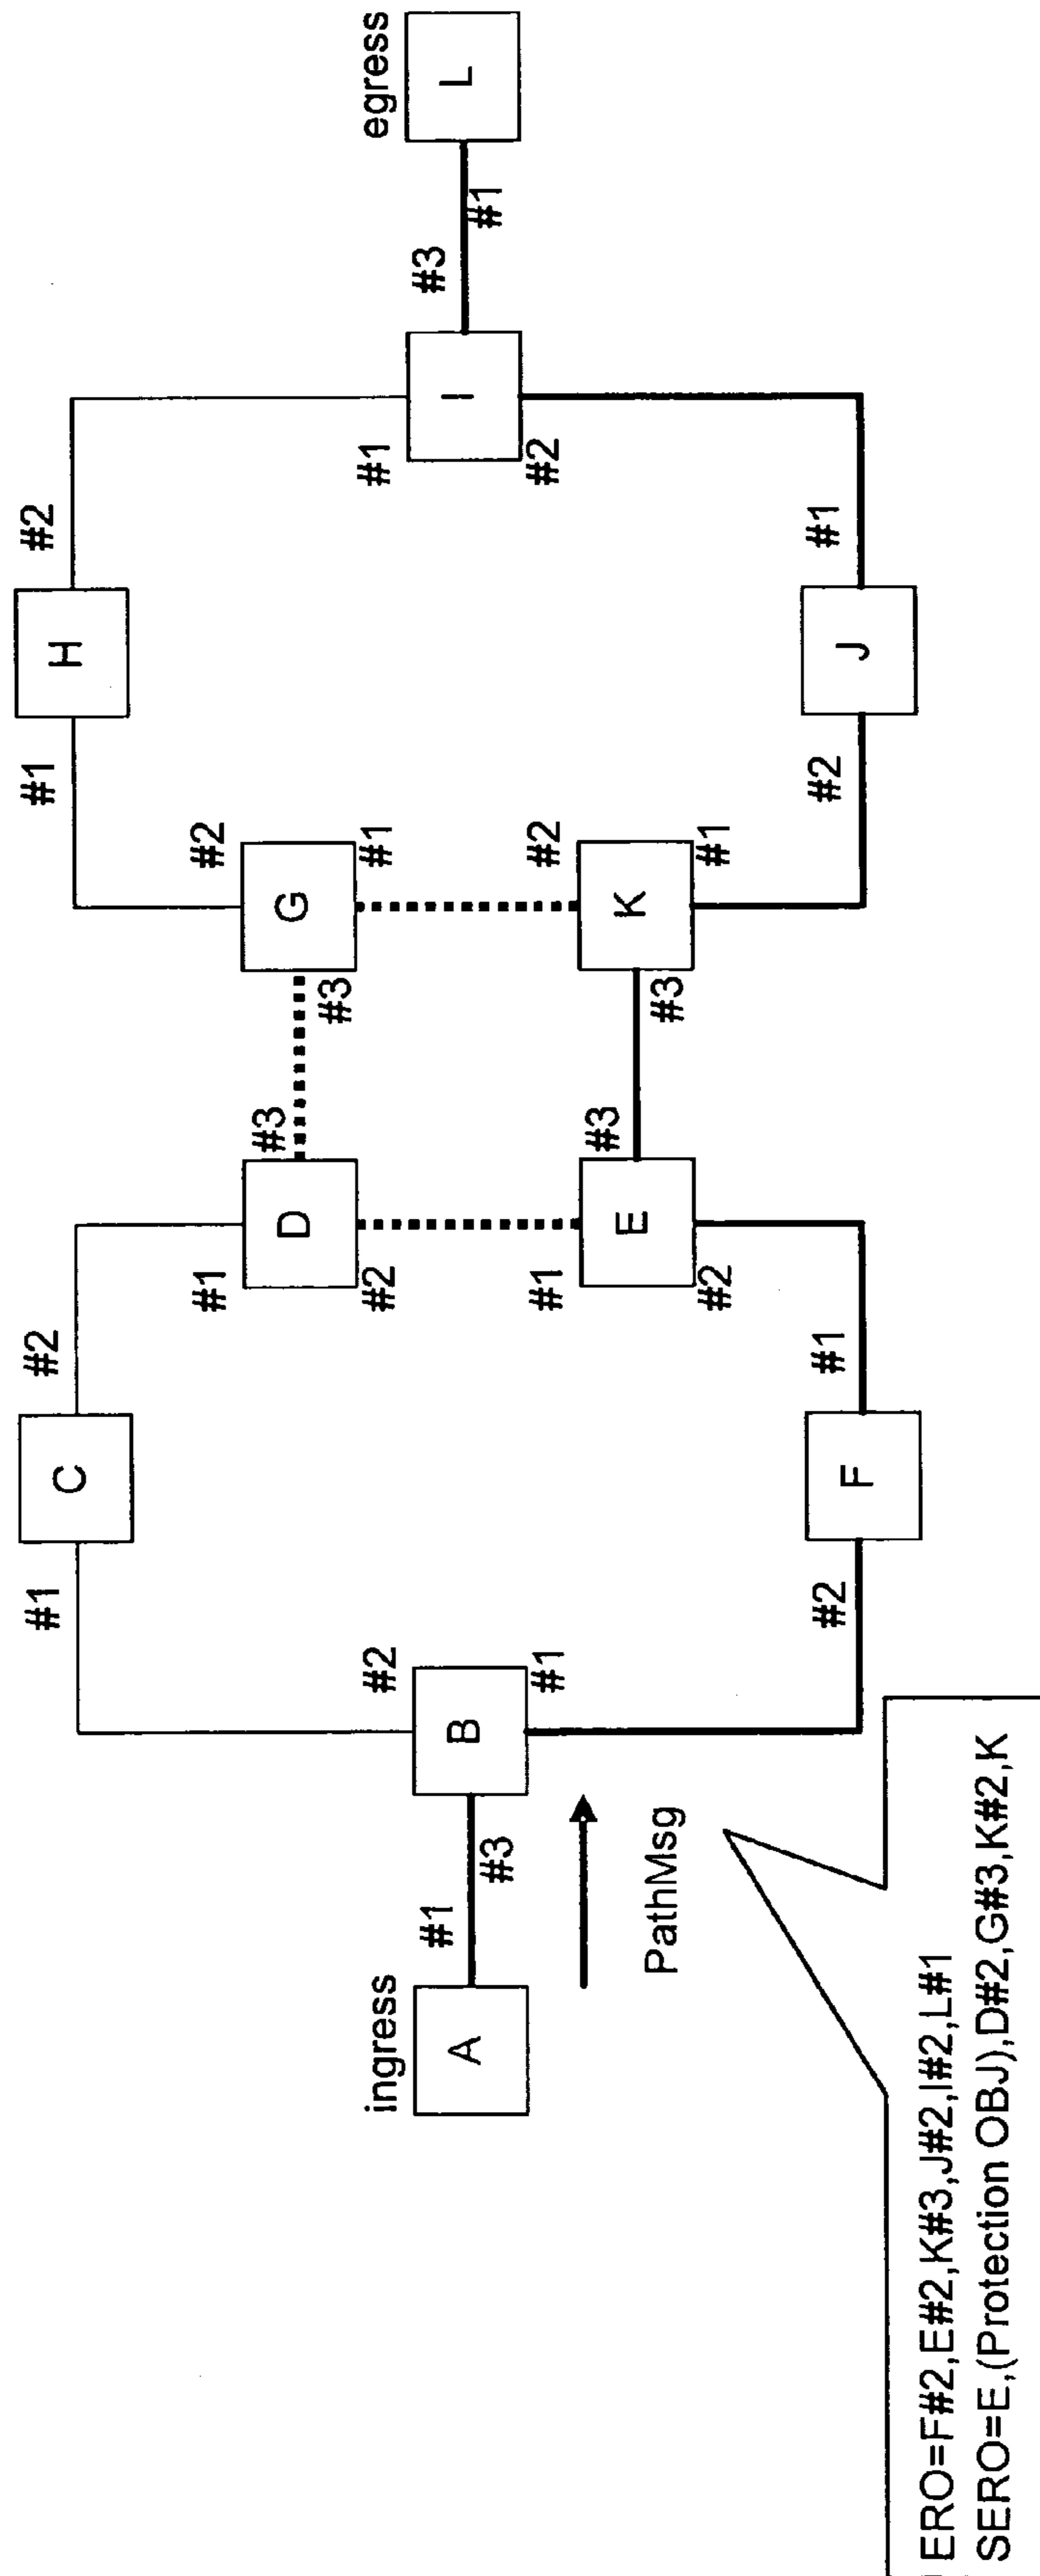 ingress
egress
A
#1
#3
B
#2
#1
#1
C
#2
#2
F
#1
#1
D
#3
#2
#1
E
#3
#2
#2
G
#3
#1
#2
K
#3
#1
#1
H
#2
#2
J
#1
#1
I
#3
#2
#1
L
PathMsg
ERO=F#2,E#2,K#3,J#2,I#2,L#1
SERO=E,(Protection OBJ),D#2,G#3,K#2,K